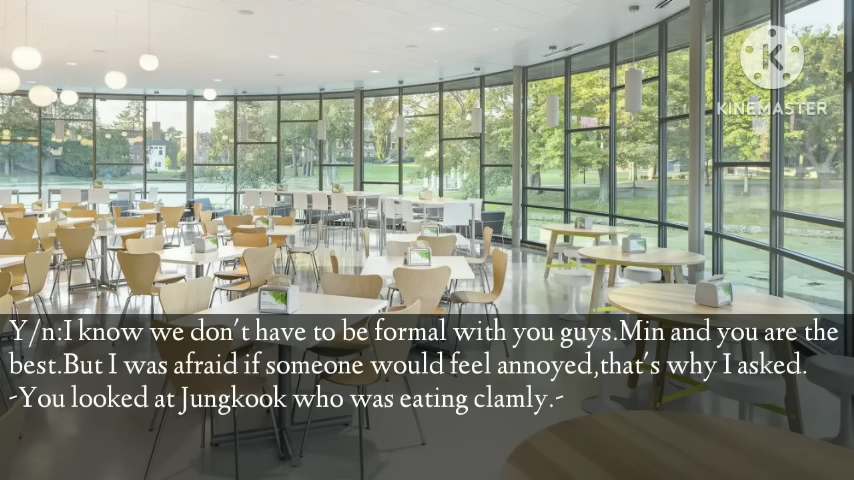 KINEMASTER
Y/n:I know we don't have to be formal with you guys.Min and you are the
best.But I was afraid if someone would feel annoyed,that's why I asked.
-You looked at Jungkook who was eating clamly.-